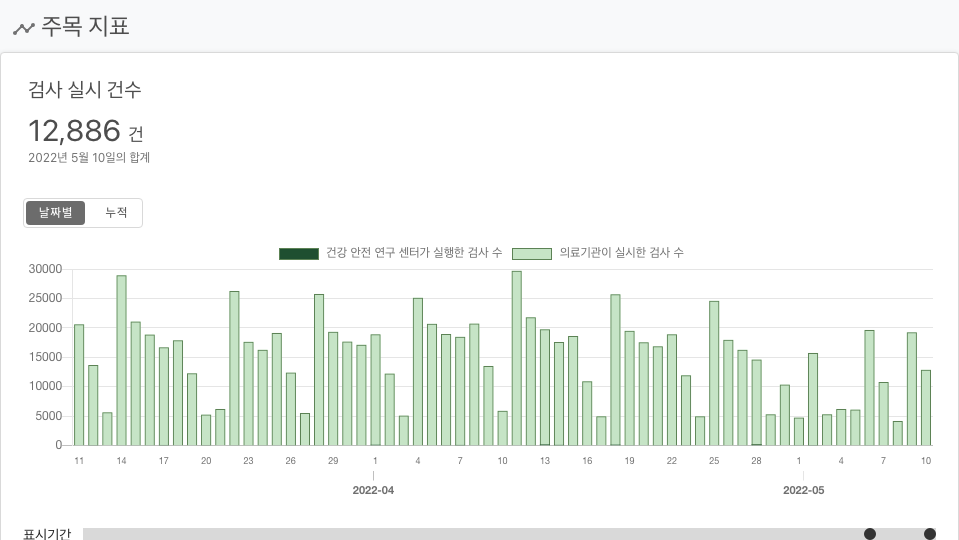 주목 지표
검사 실시 건수
12,886 건
2022년 5월 10일의 합계
날짜별 누적
건강 안전 연구 센터가 실행한 검사 수 의료기관이 실시한 검사 수
30000
25000
20000
15000
10000
5000
0
11 14 17 20 23 26 29 1 4 7 10 13 16 19 22 25 28 1 4 7 10
2022-04 2022-05
표시기간